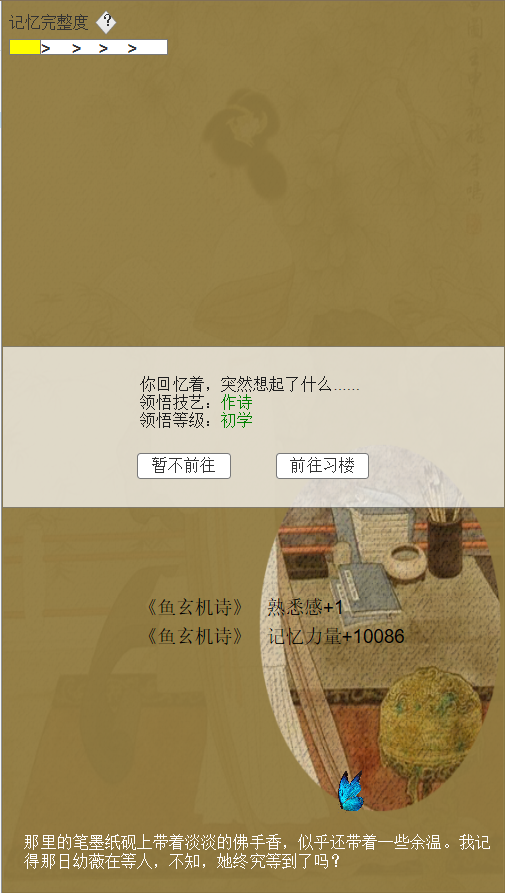 记忆完整度 ?
> > > >
你回忆着，突然想起了什么......
领悟技艺：作诗
领悟等级：初学
暂不前往 前往习楼
《鱼玄机诗》 熟悉感+1
《鱼玄机诗》 记忆力量+10086
那里的笔墨纸砚上带着淡淡的佛手香，似乎还带着一些余温。我记
得那日幼薇在等人，不知，她终究等到了吗？